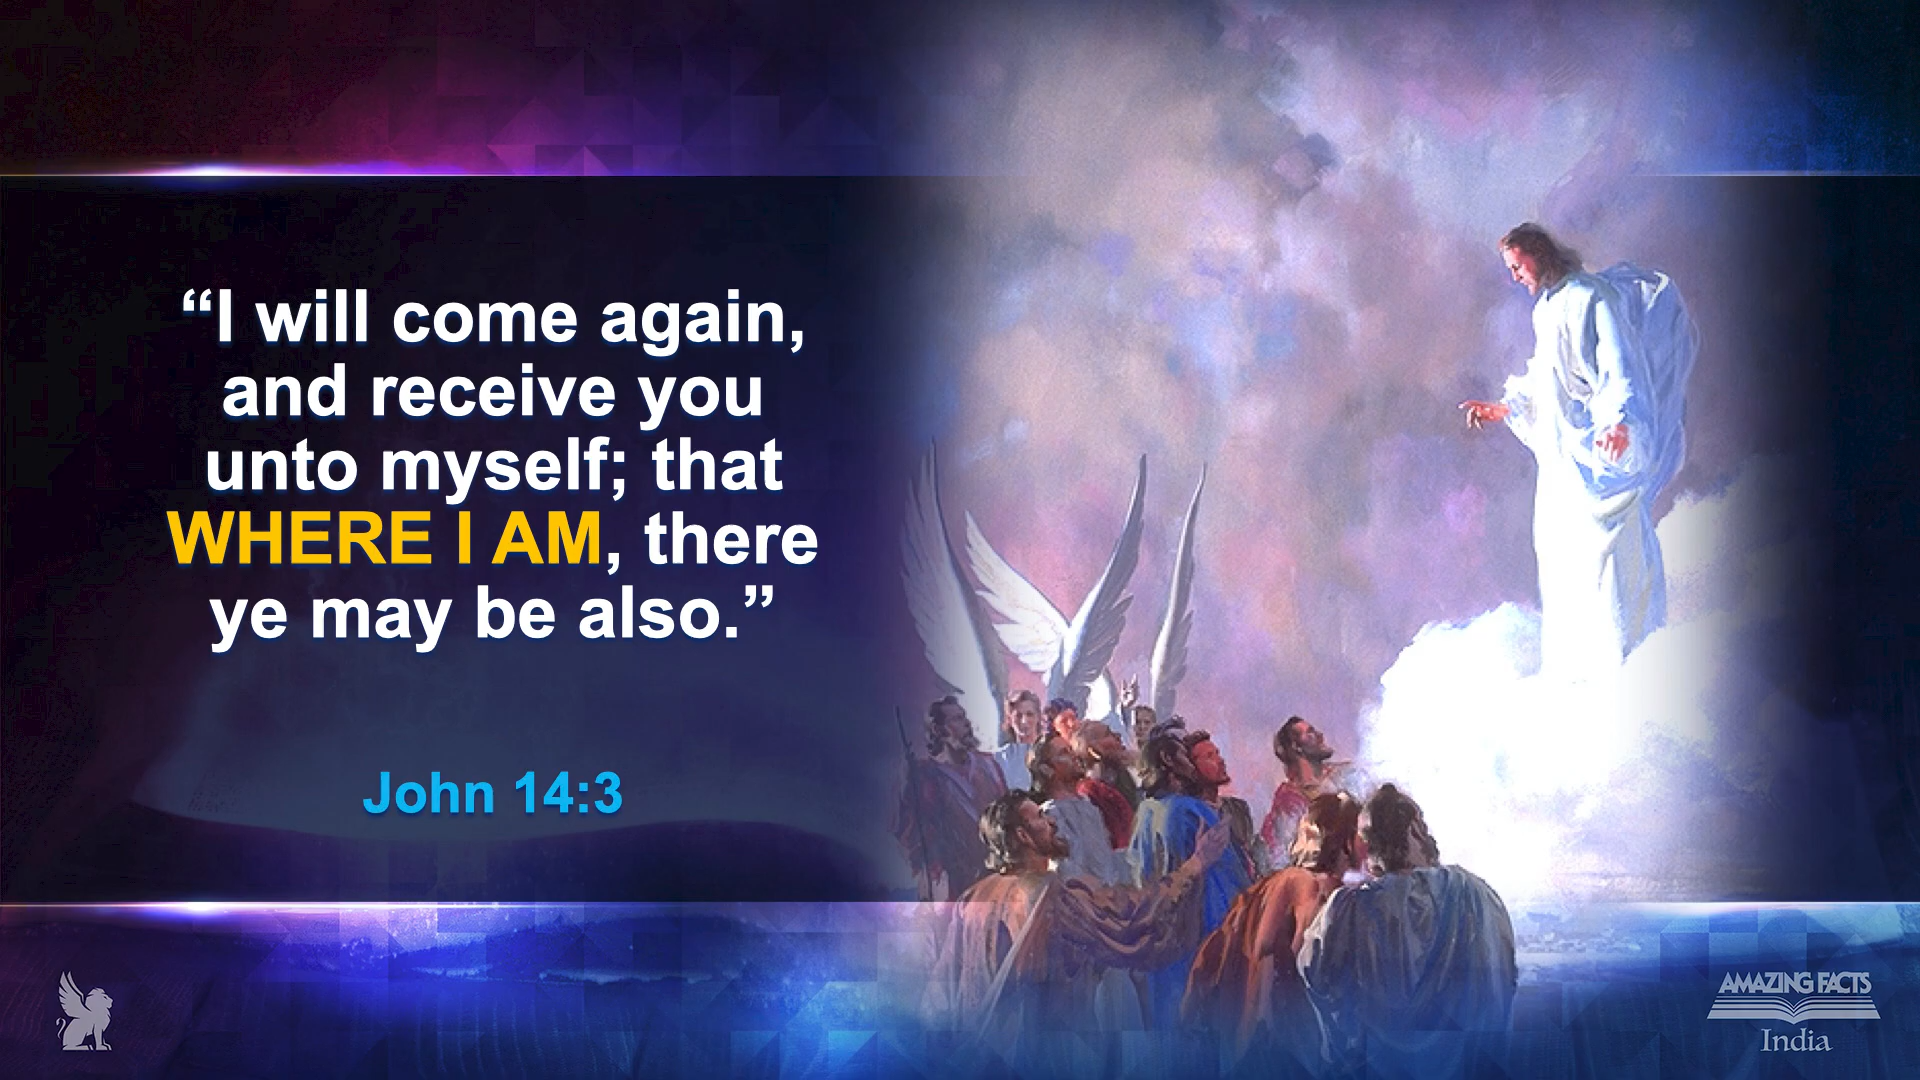 “I will come again,
and receive you
unto myself; that
WHERE I AM, there
ye may be also.”
John 14:3
AMAZING FACTS
India